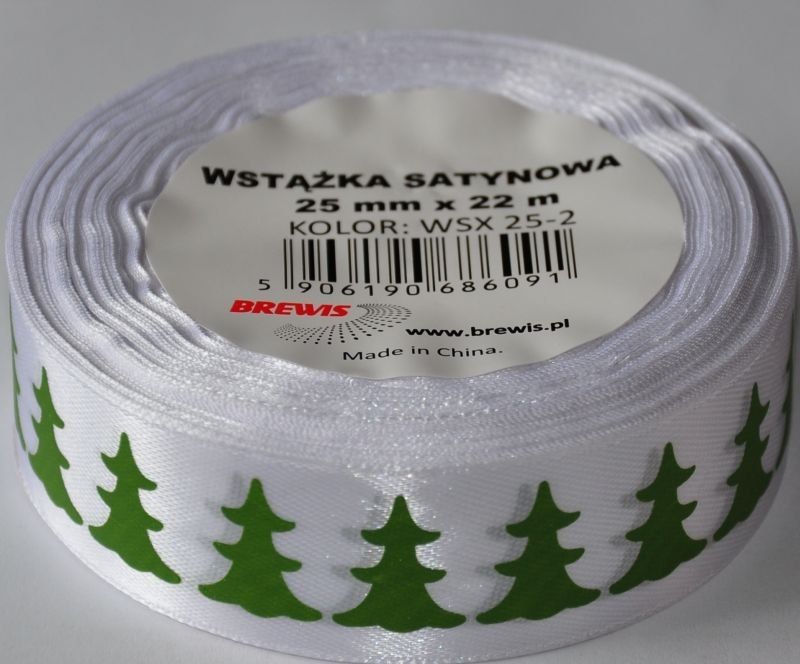 WSTĄŻKA SATYNOWA
25 mm x 22 m
KOLOR: WSX 25-2
5 906190 686091
BREWIS
www.brewis.pl
Made in China.